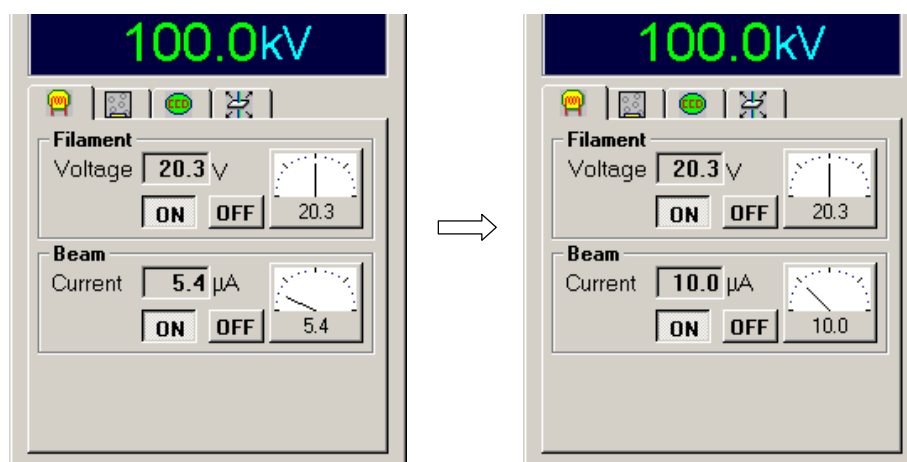 100.0kV
CCD
Filament
Voltage 20.3 V
ON OFF 20.3
Beam
Current 5.4 µA
ON OFF 5.4
100.0kV
CCD
Filament
Voltage 20.3 V
ON OFF 20.3
Beam
Current 10.0 µA
ON OFF 10.0